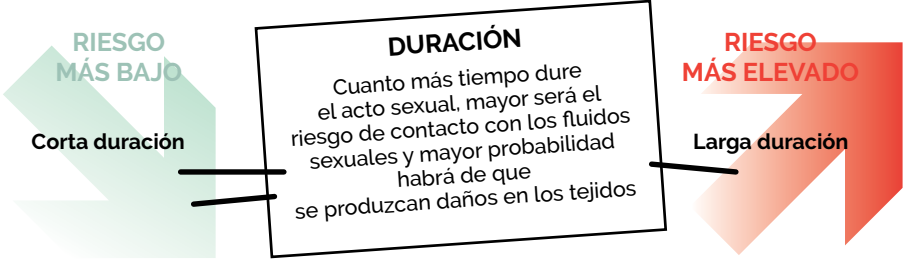 RIESGO
MÁS BAJO
Corta duración
DURACIÓN
Cuanto más tiempo dure
el acto sexual, mayor será el
riesgo de contacto con los fluidos
sexuales y mayor probabilidad
habrá de que
se produzcan daños en los tejidos
RIESGO
MÁS ELEVADO
Larga duración